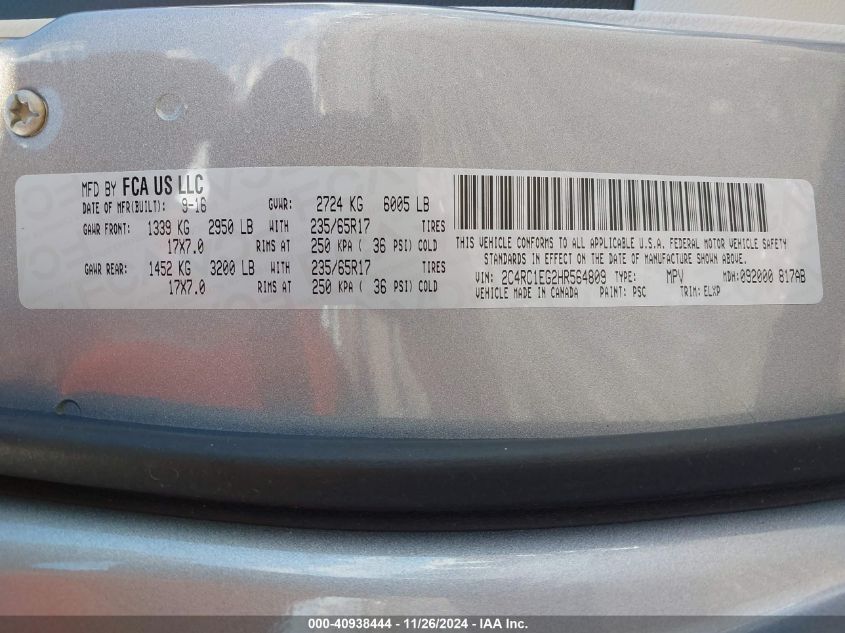 MFD BY FCA US LLC
DATE OF MFR(BUILT): 9-16 GVWR: 2724 KG 6005 LB
GAWR FRONT: 1339 KG 2950 LB WITH 235/65R17 TIRES
17X7.0 RIMS AT 250 KPA ( 36 PSI) COLD
GAWR REAR: 1452 KG 3200 LB WITH 235/65R17 TIRES
17X7.0 RIMS AT 250 KPA ( 36 PSI) COLD
THIS VEHICLE CONFORMS TO ALL APPLICABLE U.S.A. FEDERAL MOTOR VEHICLE SAFETY
STANDARDS IN EFFECT ON THE DATE OF MANUFACTURE SHOWN ABOVE.
VIN: 2C4RC1EG2HR564809 TYPE: MPV MDH:092000 817AB
VEHICLE MADE IN CANADA PAINT: PSC TRIM: ELXP
000-40938444 - 11/26/2024 - IAA Inc.